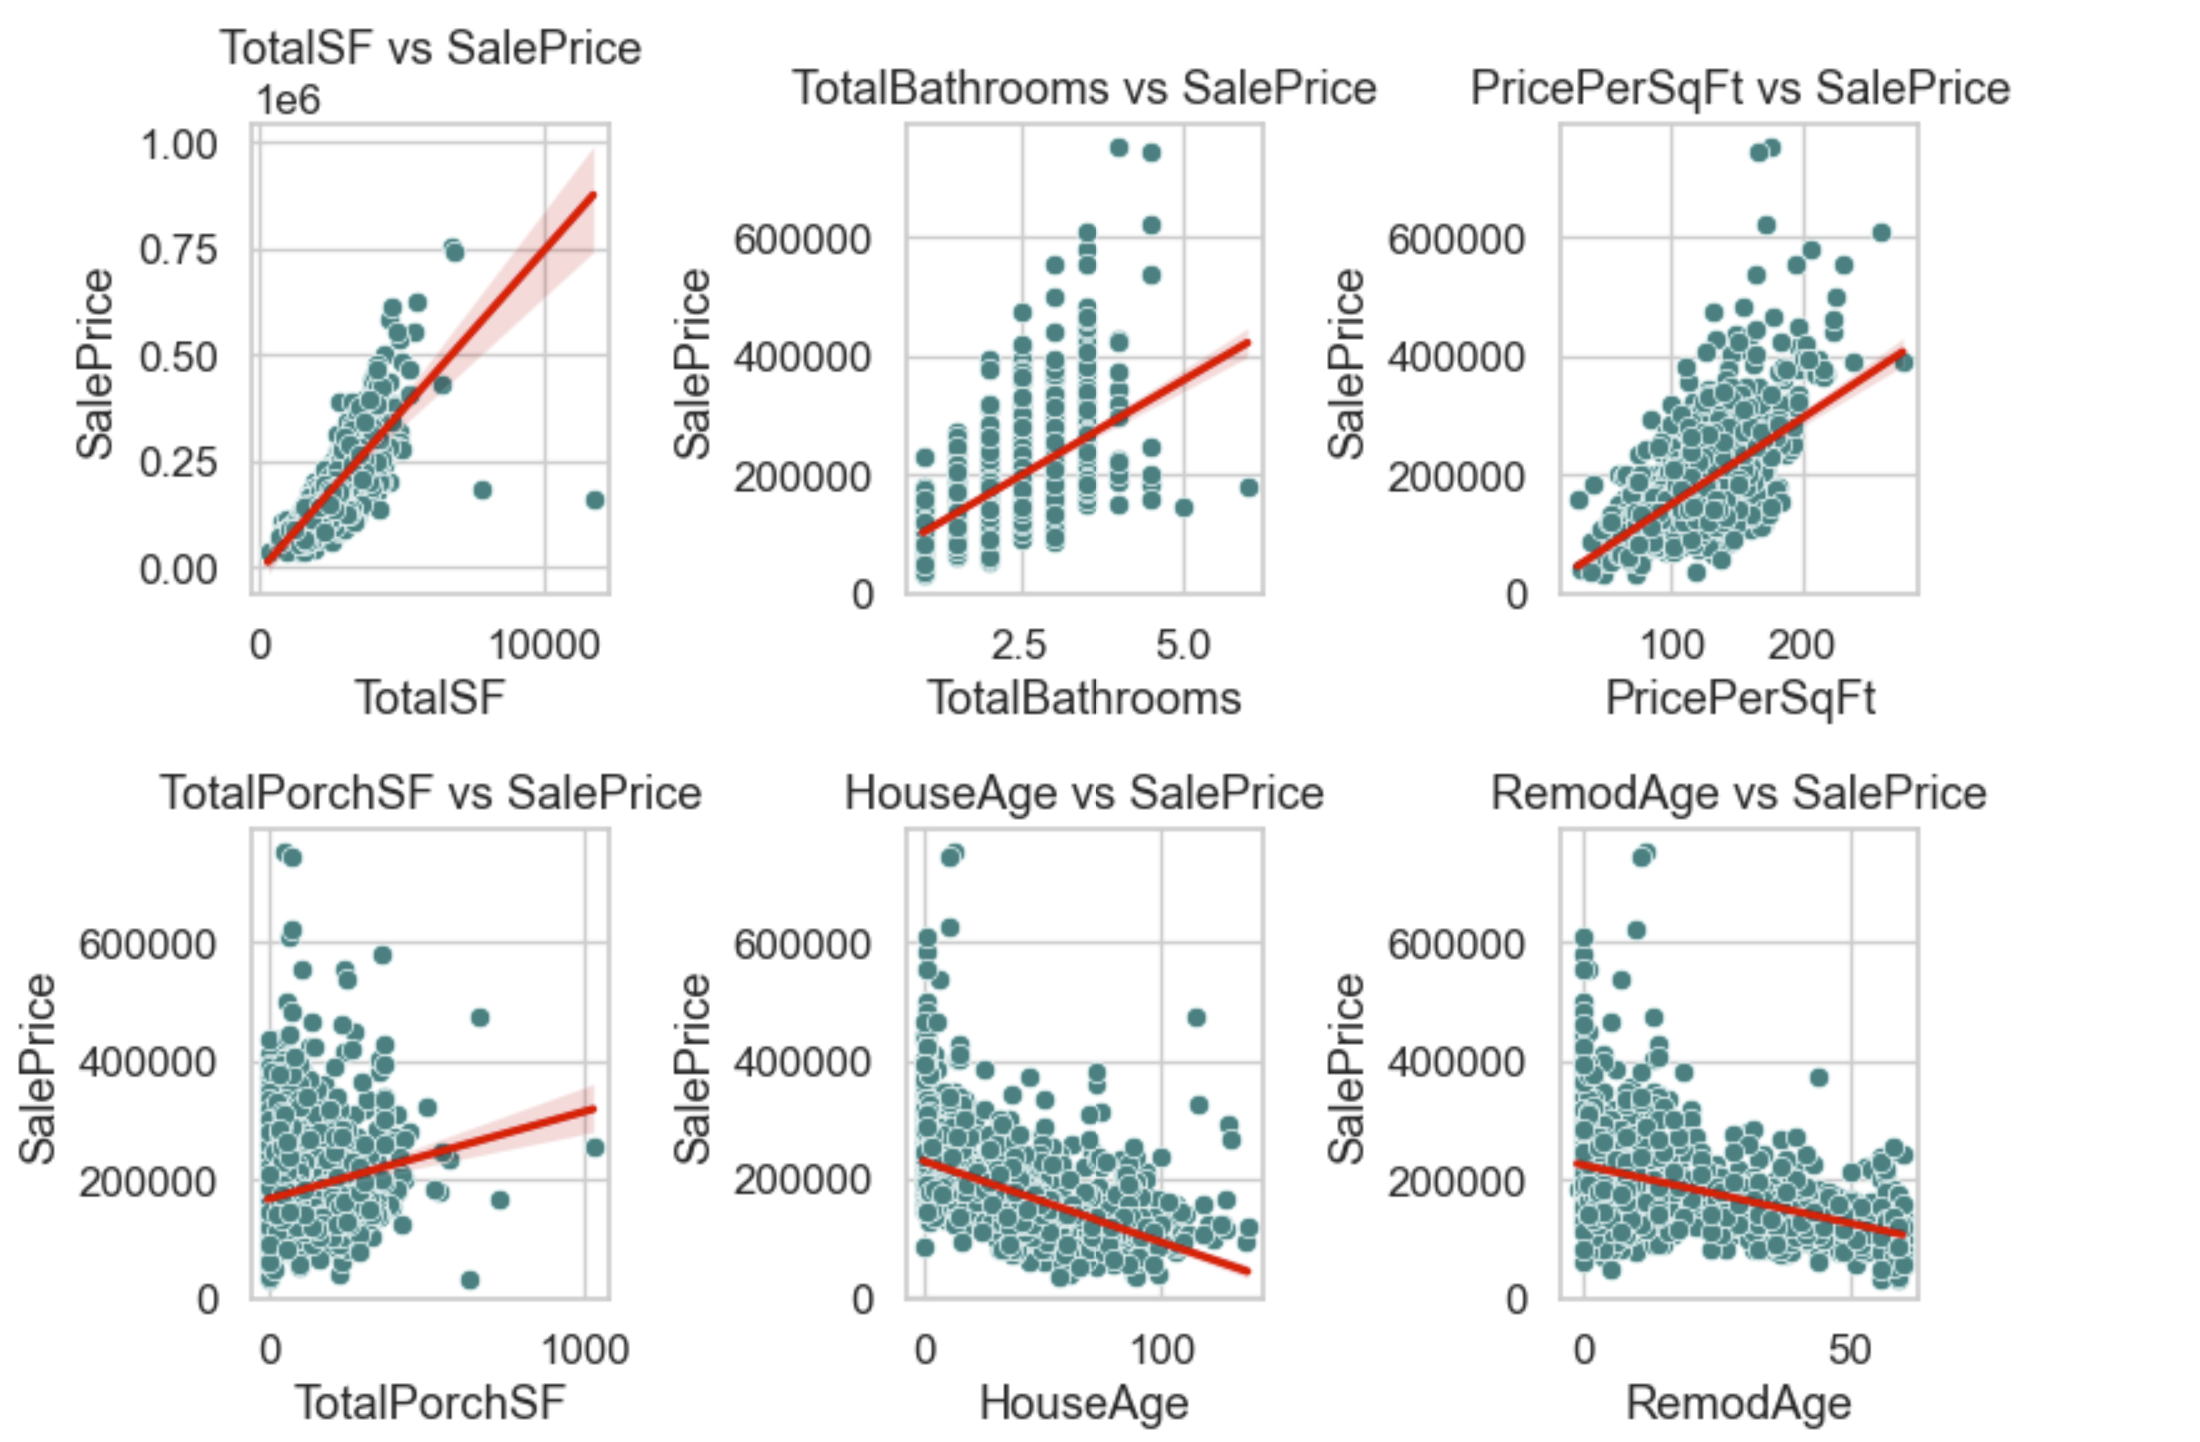 TotalSF vs SalePrice
1e6
1.00
0.75
0.50
0.25
0.00
SalePrice
0
10000
TotalSF
TotalBathrooms vs SalePrice
600000
400000
200000
0
SalePrice
2.5
5.0
TotalBathrooms
PricePerSqFt vs SalePrice
600000
400000
200000
0
SalePrice
100
200
PricePerSqFt
TotalPorchSF vs SalePrice
600000
400000
200000
0
SalePrice
0
1000
TotalPorchSF
HouseAge vs SalePrice
600000
400000
200000
0
SalePrice
0
100
HouseAge
RemodAge vs SalePrice
600000
400000
200000
0
SalePrice
0
50
RemodAge